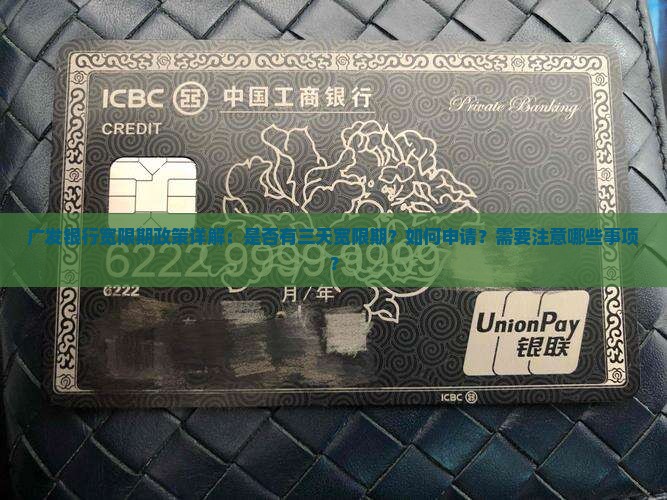 ICBC 中国工商银行
Private Banking
CREDIT
广发银行宽限期政策详解：是否有三天宽限期？如何申请？需要注意哪些事项
?
6222
月/年
UnionPay
银联
ICBC